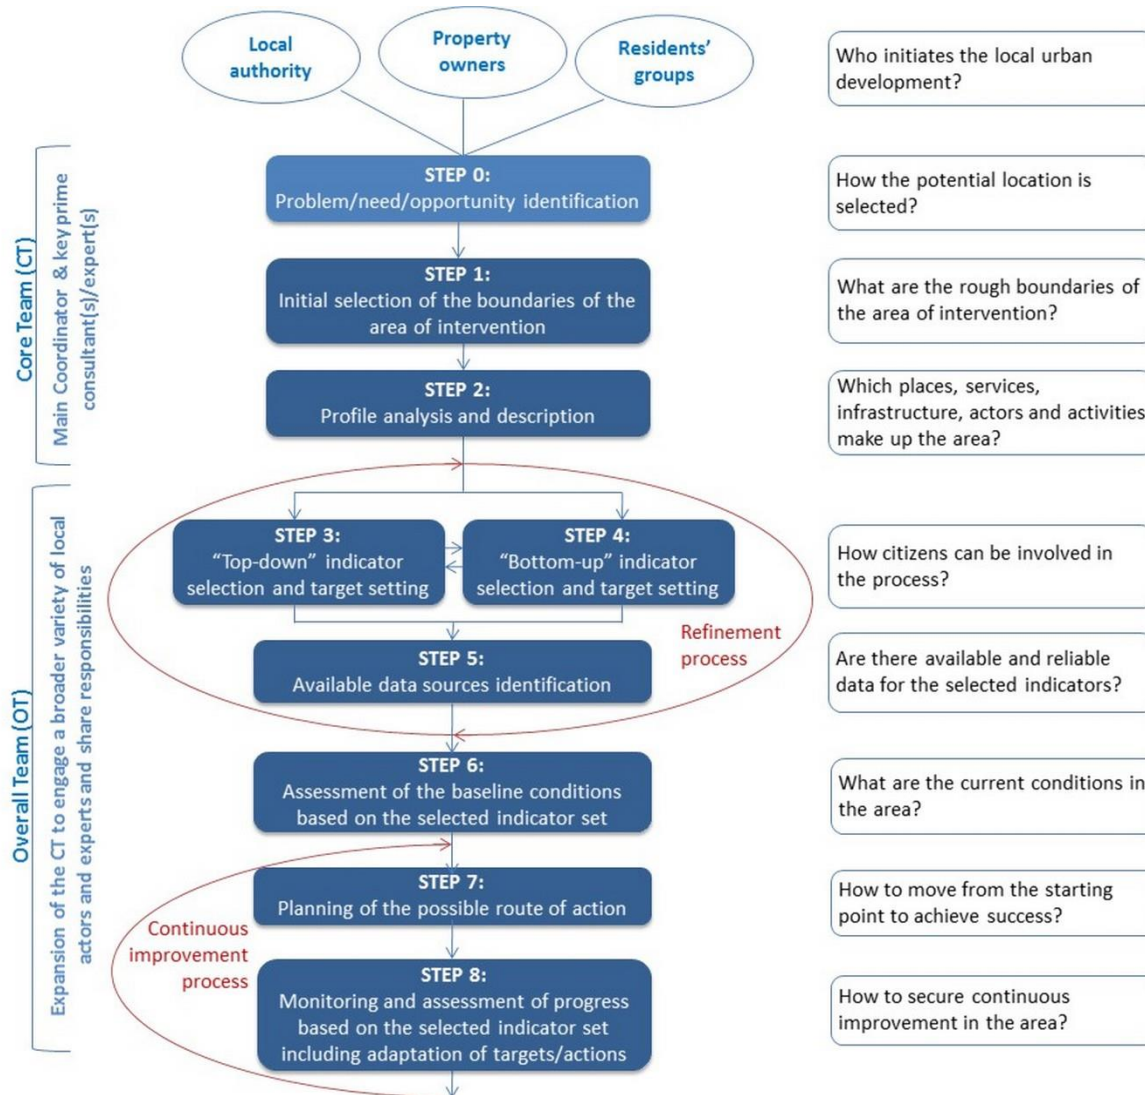 Local
authority
Property
owners
Residents'
groups
Who initiates the local urban
development?
Core Team (CT)
Main Coordinator & key prime
consultant(s)/expert(s)
STEP 0:
Problem/need/opportunity identification
How the potential location is
selected?
STEP 1:
Initial selection of the boundaries of the
area of intervention
What are the rough boundaries of
the area of intervention?
STEP 2:
Profile analysis and description
Which places, services,
infrastructure, actors and activities
make up the area?
Overall Team (OT)
Expansion of the CT to engage a broader variety of local
actors and experts and share responsibilities
STEP 3:
“Top-down” indicator
selection and target setting
STEP 4:
“Bottom-up” indicator
selection and target setting
How citizens can be involved in
the process?
Refinement
process
STEP 5:
Available data sources identification
Are there available and reliable
data for the selected indicators?
STEP 6:
Assessment of the baseline conditions
based on the selected indicator set
What are the current conditions in
the area?
STEP 7:
Planning of the possible route of action
How to move from the starting
point to achieve success?
Continuous
improvement
process
STEP 8:
Monitoring and assessment of progress
based on the selected indicator set
including adaptation of targets/actions
How to secure continuous
improvement in the area?